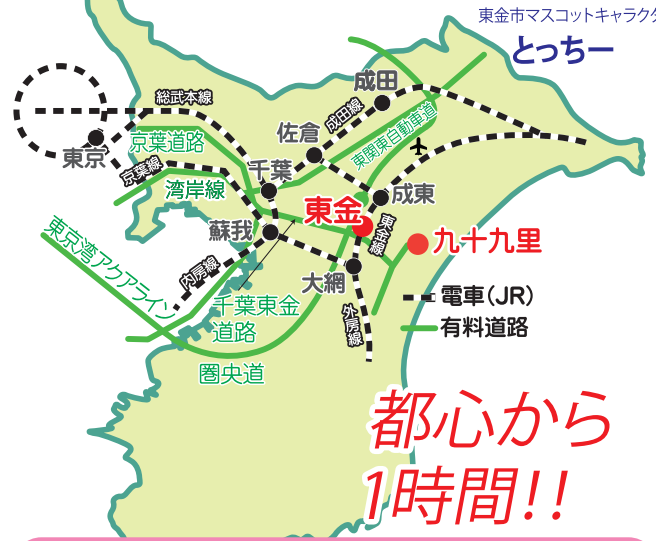 東金市マスコットキャラクタ
とっちー
成田
総武本線
成田線
京葉道路
佐倉
東関東自動車道
東京
京葉線
千葉
湾岸線
成東
東金
東金線
蘇我
九十九里
東京湾アクアライン
内房線
大網
電車(JR)
千葉東金
道路
外房線
有料道路
圏央道
都心から
1時間!!